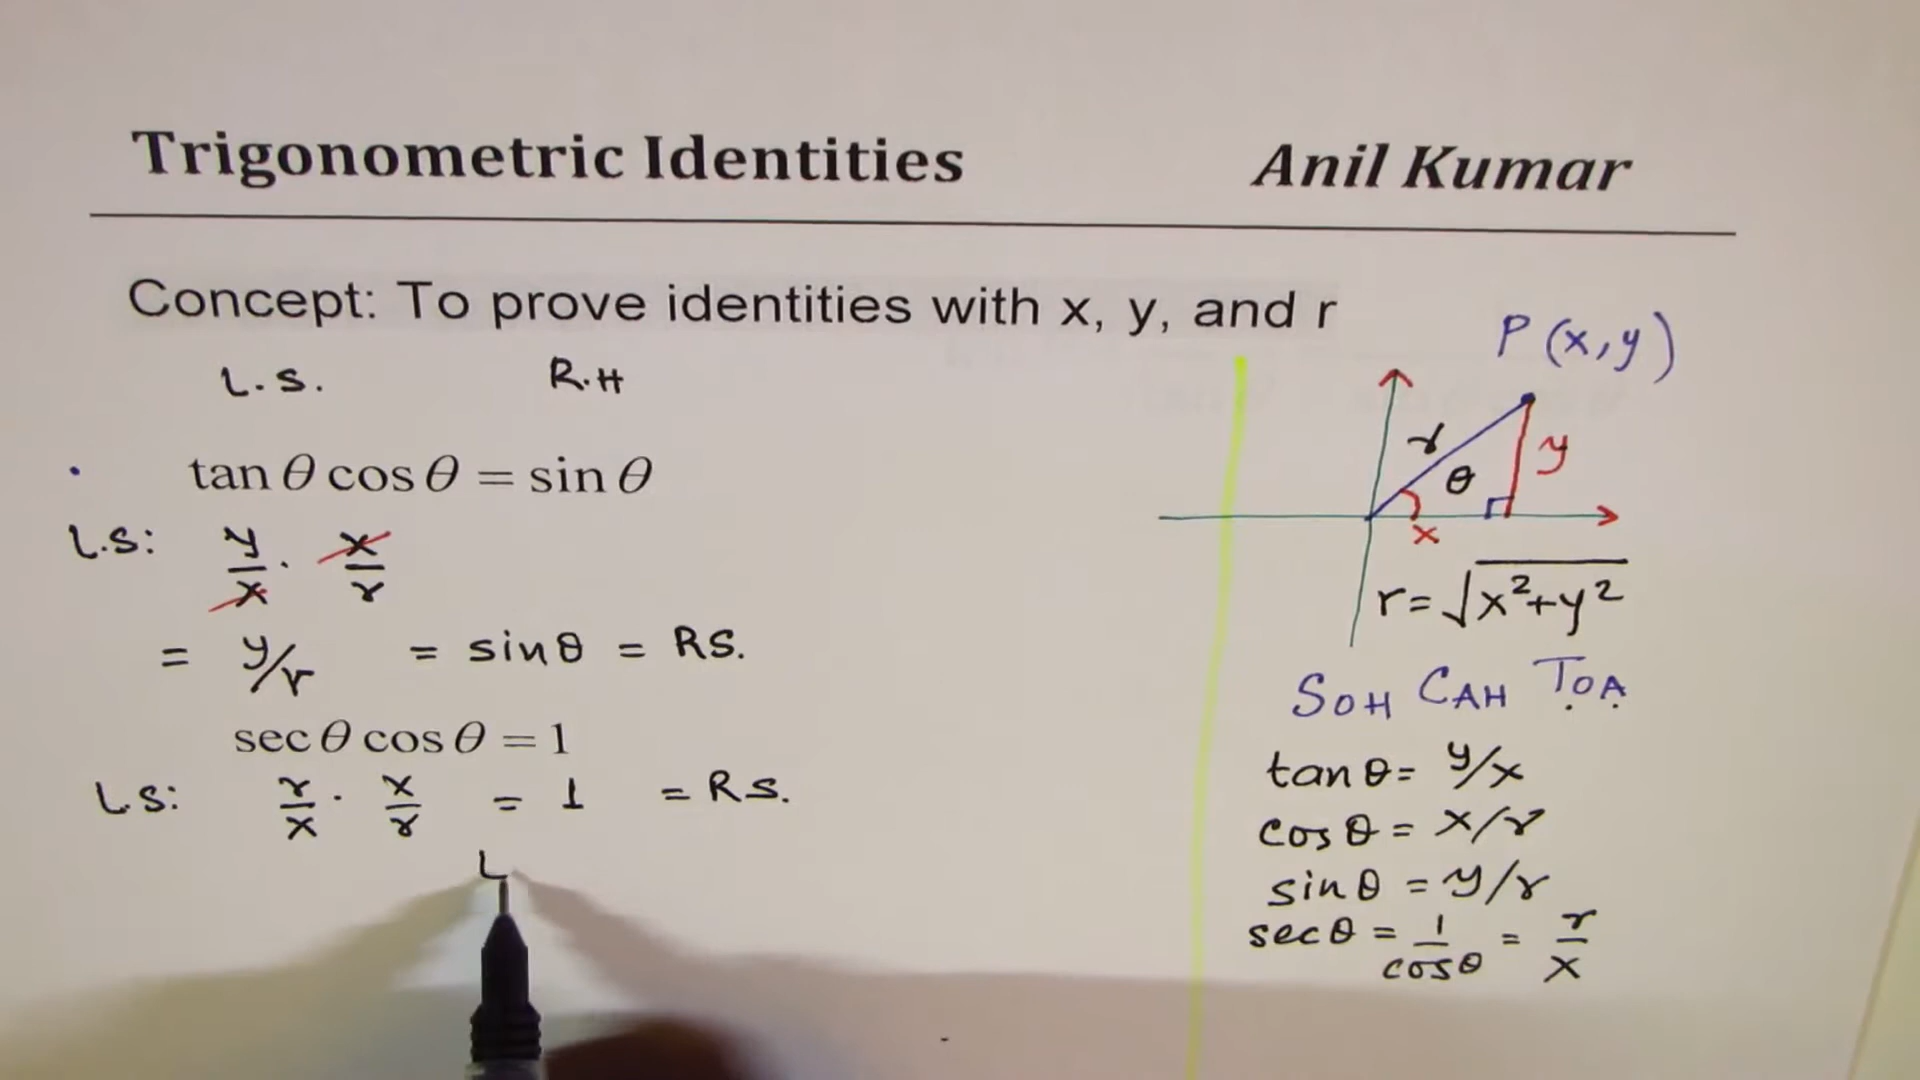 Trigonometric Identities Anil Kumar
Concept: To prove identities with x, y, and r
L.S. R.H
tan θ cos θ = sin θ
L.S: y/x · x/r
= y/r = sin θ = RS.
sec θ cos θ = 1
L.S: r/x · x/r = 1 = RS.
L
P (x, y)
r
θ
y
x
r = √x²+y²
SOH CAH TOA
tan θ = y/x
cos θ = x/r
sin θ = y/r
sec θ = 1/cos θ = r/x